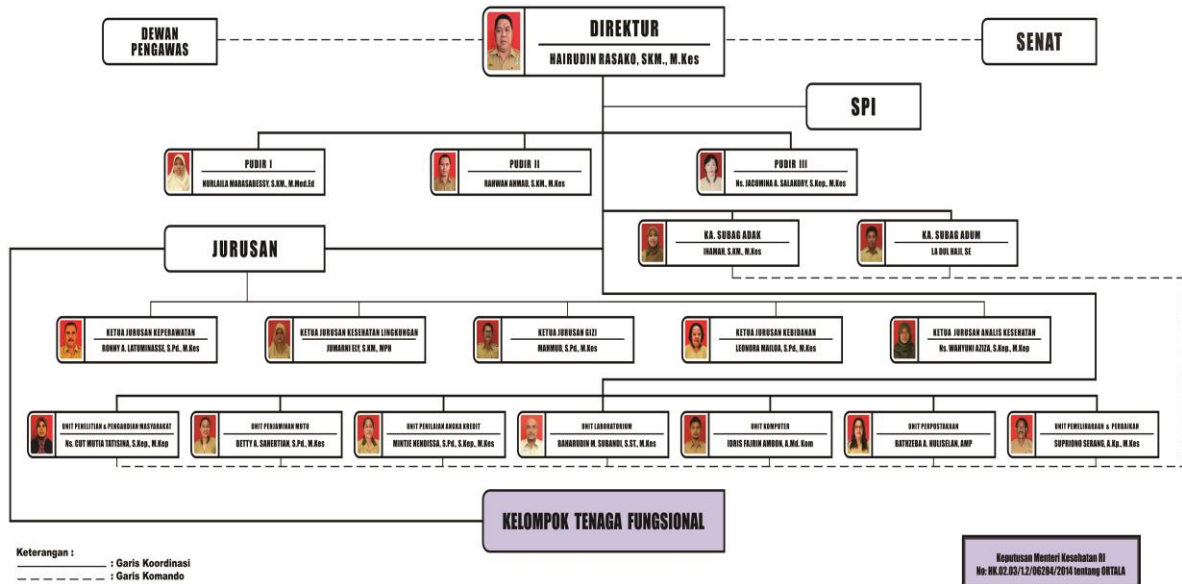 DEWAN
PENGAWAS
DIREKTUR
HAIRUDIN RASAKO, SKM., M.Kes
SENAT
SPI
PUDIR I
NURLAILA MARASABESSY, S.KM., M.Med.Ed
PUDIR II
RAHWAN AHMAD, S.KM., M.Kes
PUDIR III
Ns. JACOMINA A. SALAKORY, S.Kep., M.Kes
KA. SUBAG ADAK
INAMAH, S.KM., M.Kes
KA. SUBAG ADUM
LA DUL HAJI, SE
JURUSAN
KETUA JURUSAN KEPERAWATAN
RONNY A. LATUMINASSE, S.Pd., M.Kes
KETUA JURUSAN KESEHATAN LINGKUNGAN
JUMARNI ELY, S.KM, MPH
KETUA JURUSAN GIZI
MAHMUD, S.Pd., M.Kes
KETUA JURUSAN KEBIDANAN
LEONORA MAILOA, S.Pd., M.Kes
KETUA JURUSAN ANALIS KESEHATAN
Ns. WAHYUNI AZIZA, S.Kep., M.Kep
UNIT PENELITIAN & PENGABDIAN MASYARAKAT
Ns. CUT MUTIA TATISINA, S.Kep., M.Kep
UNIT PENJAMINAN MUTU
BETTY A. SAHERTIAN, S.Pd., M.Kes
UNIT PENILAIAN ANGKA KREDIT
MINTJE NENDISSA, S.Pd., S.Kep., M.Kes
UNIT LABORATORIUM
BAHARUDIN M. SUBANDI, S.ST., M.Kes
UNIT KOMPUTER
IDRIS FAJRIN AMBON, A.Md. Kom
UNIT PERPUSTAKAAN
BATHZEBA A. HULISELAN, AMP
UNIT PEMELIHARAAN & PERBAIKAN
SUPRIONO SERANG, A.Kp., M.Kes
KELOMPOK TENAGA FUNGSIONAL
Keterangan :
: Garis Koordinasi
: Garis Komando
Keputusan Menteri Kesehatan RI
No: HK.02.03/1.2/06284/2014 tentang ORTALA